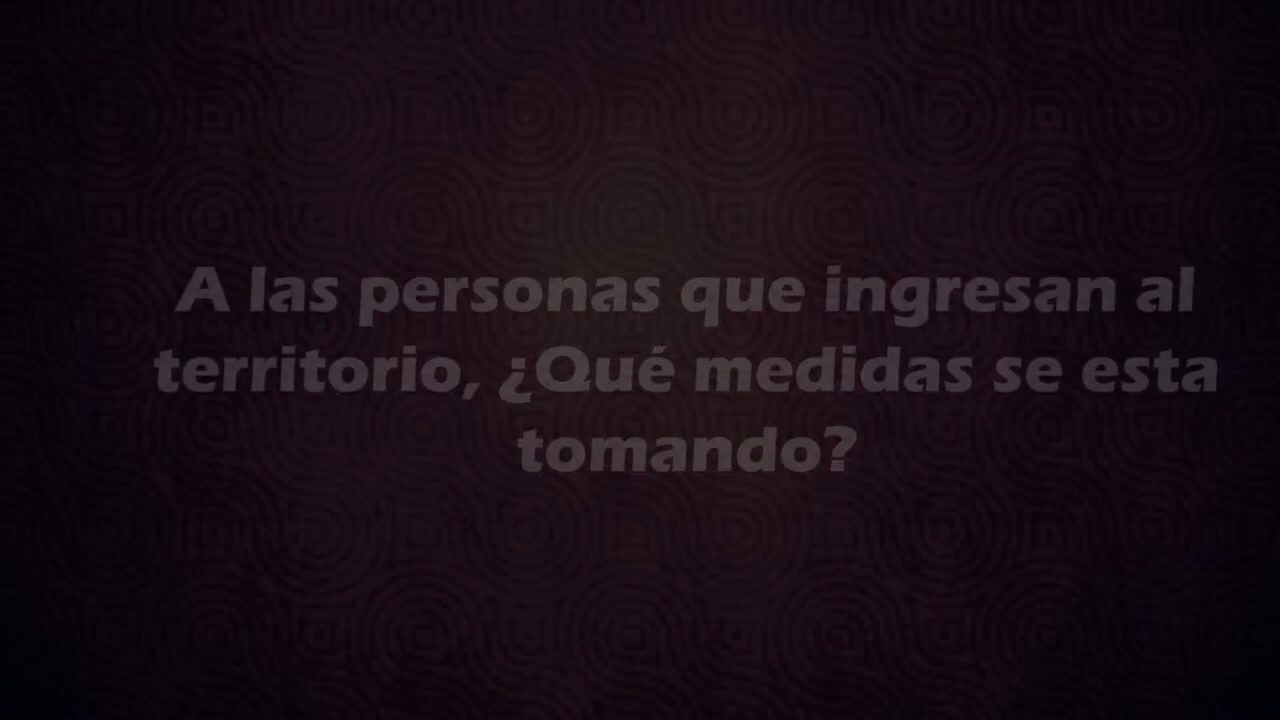 A las personas que ingresan al
territorio, ¿Qué medidas se esta
tomando?